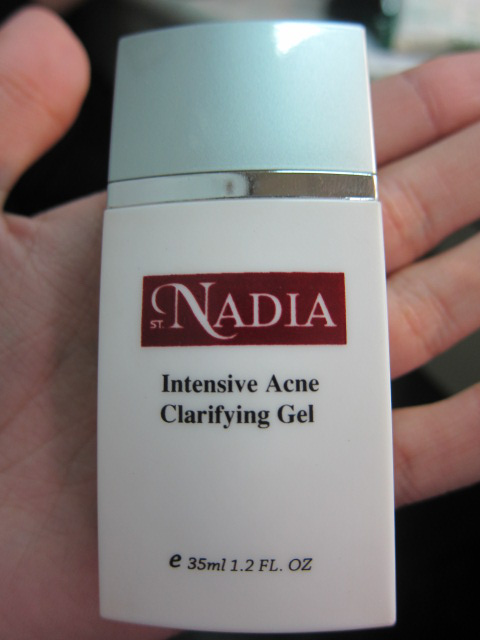 ST. NADIA
Intensive Acne
Clarifying Gel
e 35ml 1.2 FL. OZ